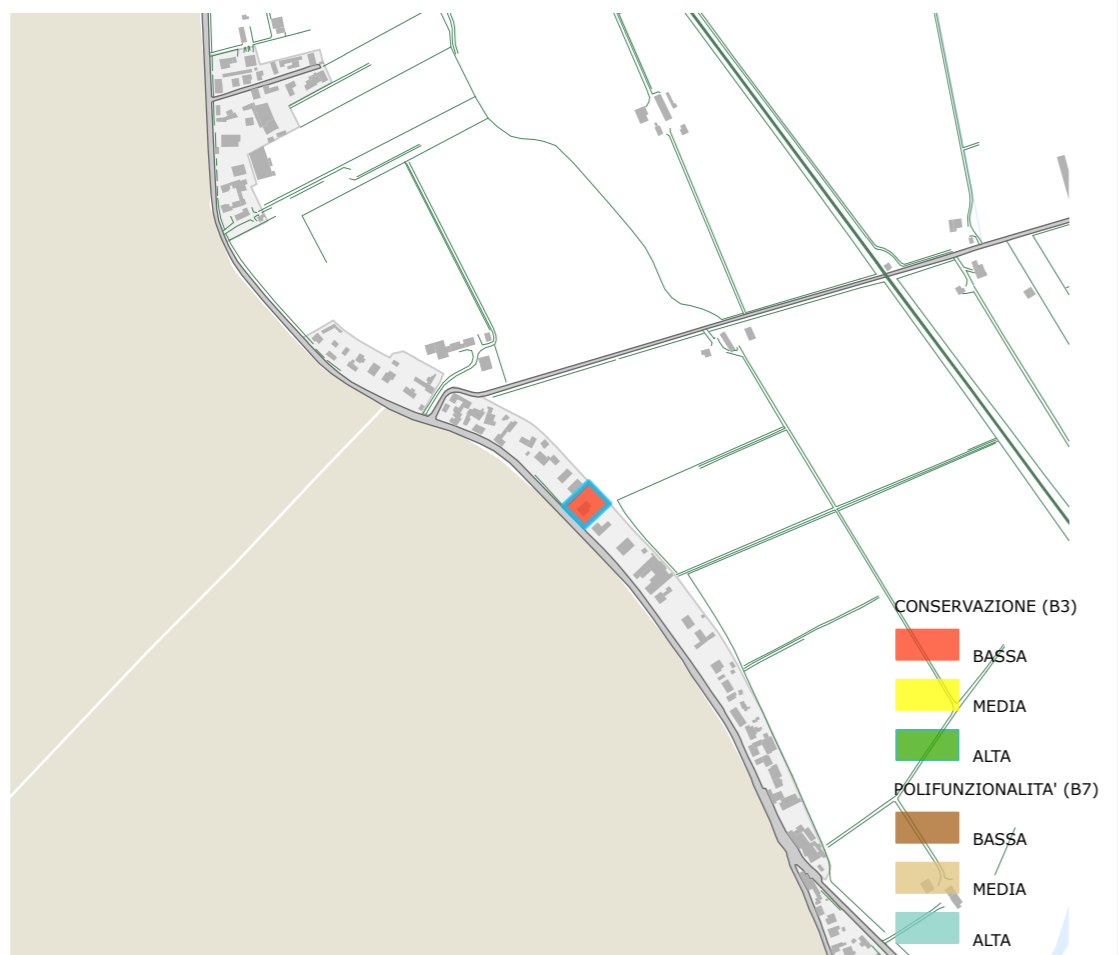 CONSERVAZIONE (B3)
BASSA
MEDIA
ALTA
POLIFUNZIONALITA' (B7)
BASSA
MEDIA
ALTA